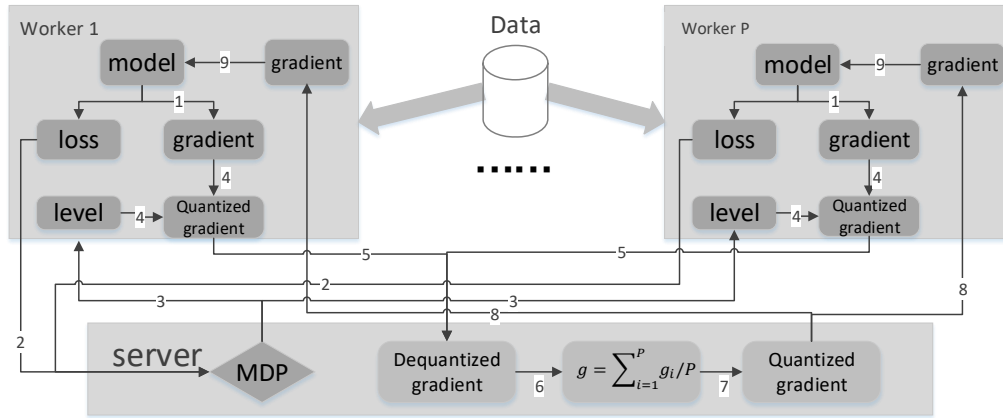 Worker 1
Data
Worker P
model
9
gradient
model
9
gradient
1
1
loss
gradient
loss
gradient
4
4
level
4
Quantized
gradient
……
level
4
Quantized
gradient
5
5
2
3
3
8
8
2
server
MDP
Dequantized
gradient
6
g = ∑_{i=1}^{P} g_i/P
7
Quantized
gradient